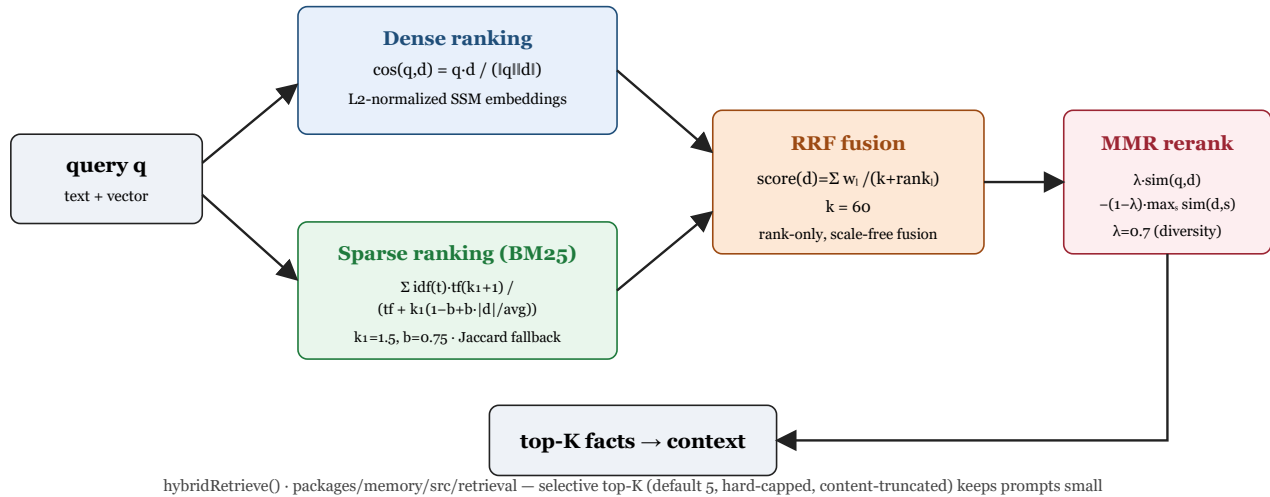 query q
text + vector
Dense ranking
cos(q,d) = q·d / (‖q‖‖d‖)
L2-normalized SSM embeddings
Sparse ranking (BM25)
Σ idf(t)·tf(k₁+1) /
(tf + k₁(1−b+b·|d|/avg))
k₁=1.5, b=0.75 · Jaccard fallback
RRF fusion
score(d)=Σ wₗ /(k+rankₗ)
k = 60
rank-only, scale-free fusion
MMR rerank
λ·sim(q,d)
−(1−λ)·maxₛ sim(d,s)
λ=0.7 (diversity)
top-K facts → context
hybridRetrieve() · packages/memory/src/retrieval — selective top-K (default 5, hard-capped, content-truncated) keeps prompts small